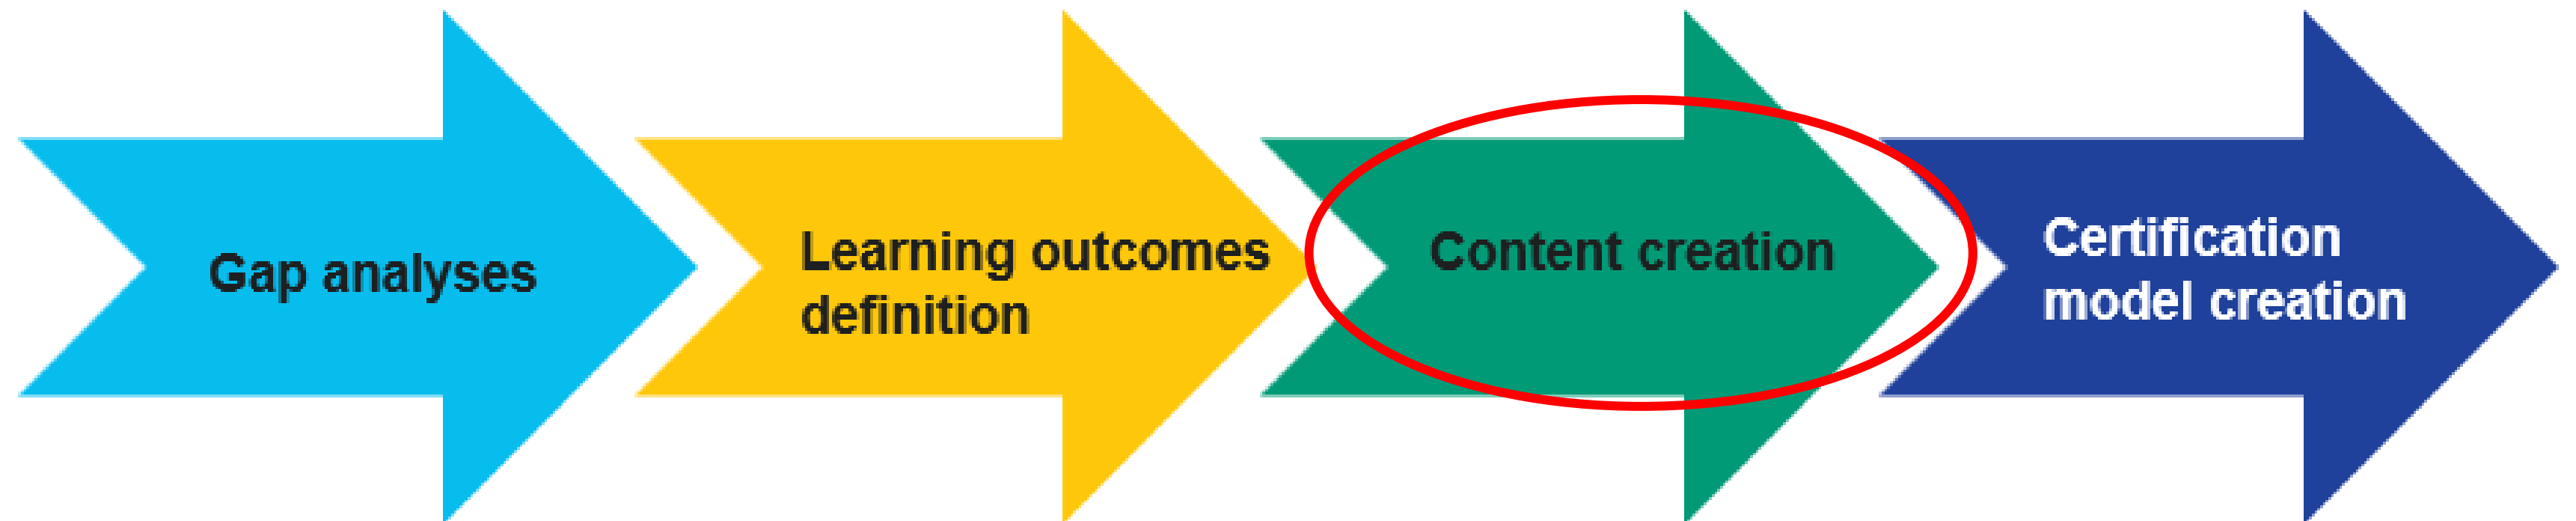 Gap analyses
Learning outcomes
definition
Content creation
Certification
model creation